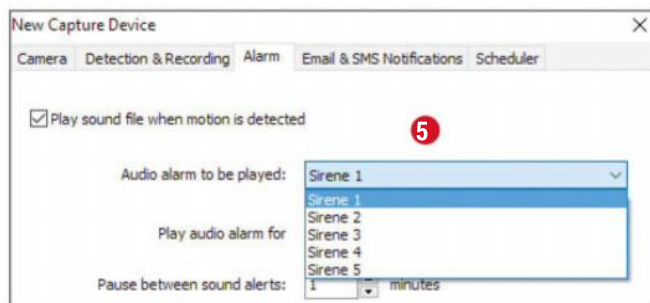 New Capture Device
Camera Detection & Recording Alarm Email & SMS Notifications Scheduler
Play sound file when motion is detected
5
Audio alarm to be played: Sirene 1
Sirene 1
Sirene 2
Play audio alarm for Sirene 3
Sirene 4
Sirene 5
Pause between sound alerts: 1 minutes